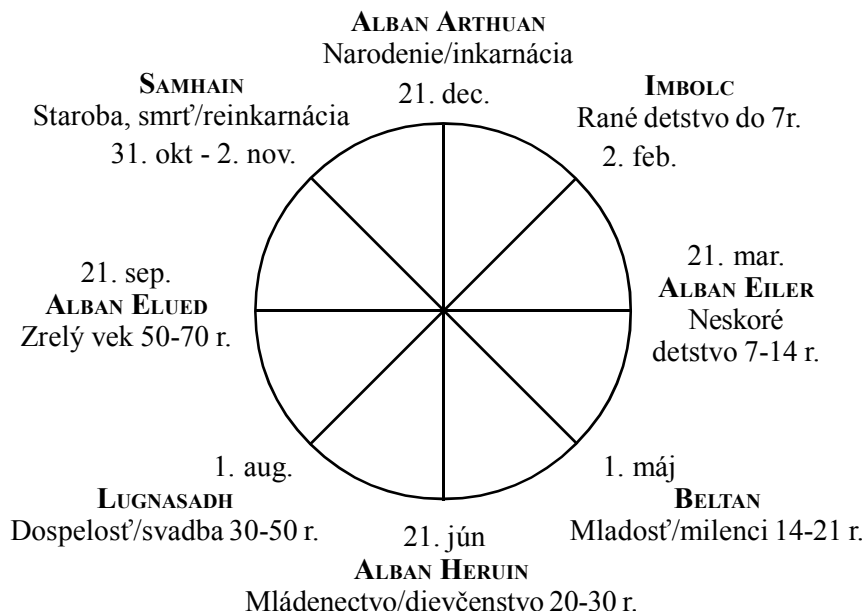 ALBAN ARTHUAN
Narodenie/inkarnácia
21. dec.
IMBOLC
Rané detstvo do 7r.
2. feb.
21. mar.
ALBAN EILER
Neskoré
detstvo 7-14 r.
1. máj
BELTAN
Mladosť/milenci 14-21 r.
21. jún
ALBAN HERUIN
Mládenectvo/dievčenstvo 20-30 r.
1. aug.
LUGNASADH
Dospelosť/svadba 30-50 r.
21. sep.
ALBAN ELUED
Zrelý vek 50-70 r.
SAMHAIN
Staroba, smrť/reinkarnácia
31. okt - 2. nov.